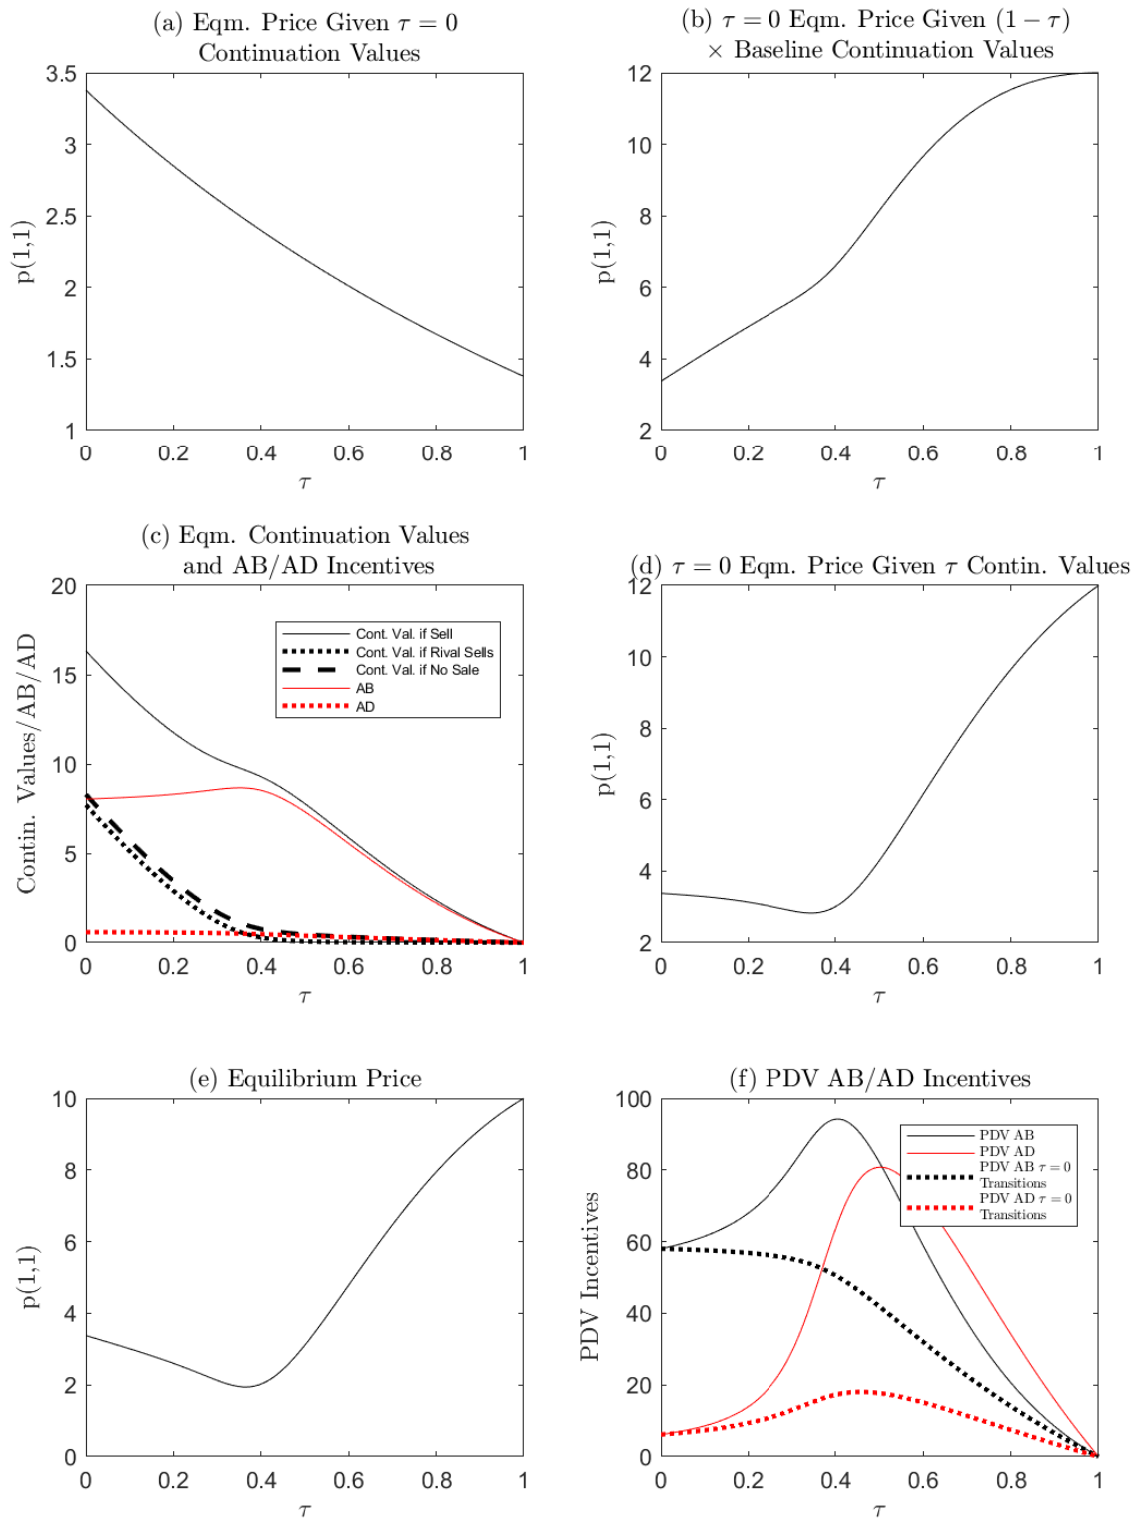 (a) Eqm. Price Given τ = 0
Continuation Values
3.5
3
2.5
2
1.5
1
p(1,1)
0 0.2 0.4 0.6 0.8 1
τ
(b) τ = 0 Eqm. Price Given (1 − τ)
× Baseline Continuation Values
12
10
8
6
4
2
p(1,1)
0 0.2 0.4 0.6 0.8 1
τ
(c) Eqm. Continuation Values
and AB/AD Incentives
20
15
10
5
0
Contin. Values/AB/AD
Cont. Val. if Sell
Cont. Val. if Rival Sells
Cont. Val. if No Sale
AB
AD
0 0.2 0.4 0.6 0.8 1
τ
(d) τ = 0 Eqm. Price Given τ Contin. Values
12
10
8
6
4
2
p(1,1)
0 0.2 0.4 0.6 0.8 1
τ
(e) Equilibrium Price
10
8
6
4
2
0
p(1,1)
0 0.2 0.4 0.6 0.8 1
τ
(f) PDV AB/AD Incentives
100
80
60
40
20
0
PDV Incentives
PDV AB
PDV AD
PDV AB τ = 0
Transitions
PDV AD τ = 0
Transitions
0 0.2 0.4 0.6 0.8 1
τ